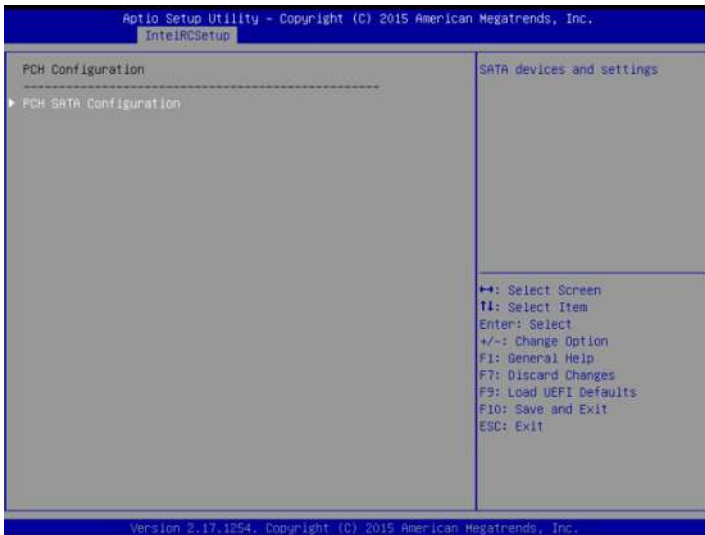 Aptio Setup Utility - Copyright (C) 2015 American Megatrends, Inc.
IntelRCSetup
PCH Configuration
------------------------------------------------
PCH SATA Configuration
SATA devices and settings
↔: Select Screen
↑↓: Select Item
Enter: Select
+/-: Change Option
F1: General Help
F7: Discard Changes
F9: Load UEFI Defaults
F10: Save and Exit
ESC: Exit
Version 2.17.1254. Copyright (C) 2015 American Megatrends, Inc.